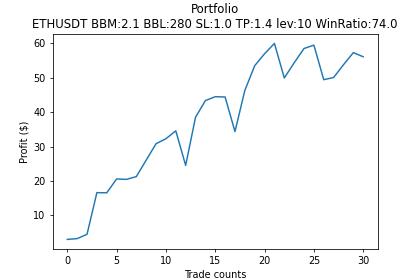 Portfolio
ETHUSDT BBM:2.1 BBL:280 SL:1.0 TP:1.4 lev:10 WinRatio:74.0
60
50
40
30
20
10
Profit ($)
0 5 10 15 20 25 30
Trade counts